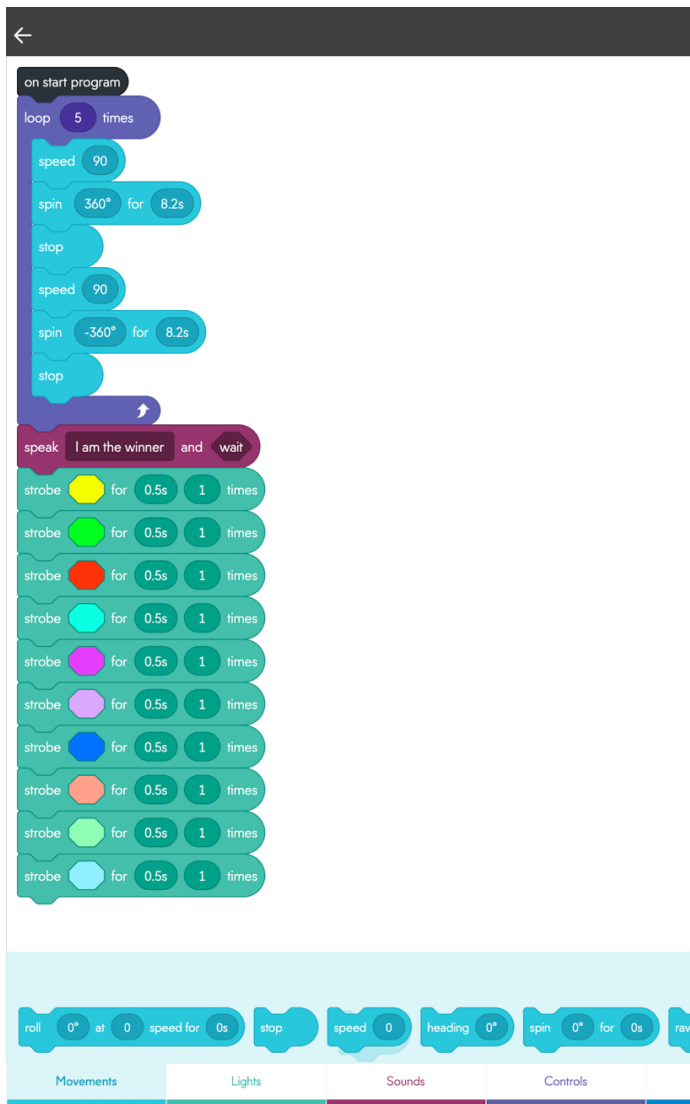 on start program
loop 5 times
speed 90
spin 360° for 8.2s
stop
speed 90
spin -360° for 8.2s
stop
speak I am the winner and wait
strobe for 0.5s 1 times
strobe for 0.5s 1 times
strobe for 0.5s 1 times
strobe for 0.5s 1 times
strobe for 0.5s 1 times
strobe for 0.5s 1 times
strobe for 0.5s 1 times
strobe for 0.5s 1 times
strobe for 0.5s 1 times
strobe for 0.5s 1 times
roll 0° at 0 speed for 0s stop speed 0 heading 0° spin 0° for 0s
Movements Lights Sounds Controls